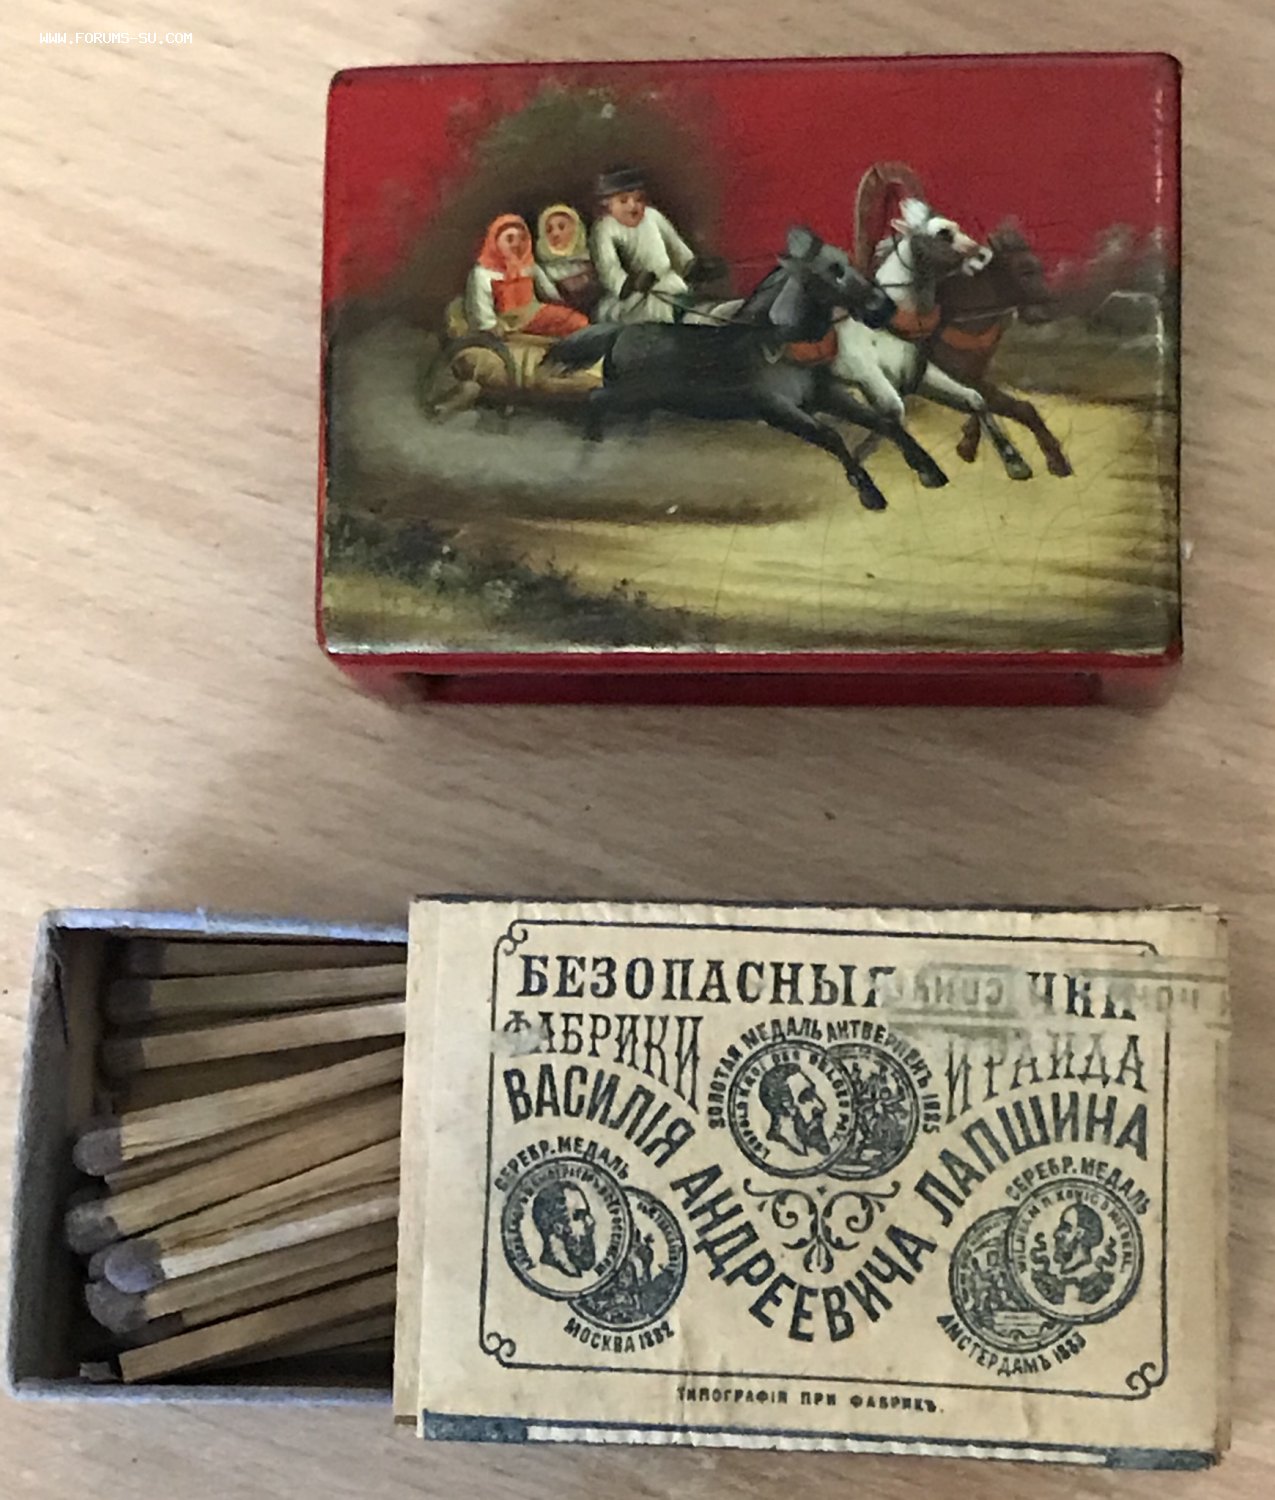 WWW.FORUMS-SU.COM
БЕЗОПАСНЫЯ
ФАБРИКИ
ИРАИДА
ВАСИЛІЯ АНДРЕЕВИЧА ЛАПШИНА
ЗОЛОТАЯ МЕДАЛЬ АНТВЕРПЕНЪ 1885
СЕРЕБР. МЕДАЛЬ
МОСКВА 1882
СЕРЕБР. МЕДАЛЬ
АМСТЕРДАМЪ 1883
ТИПОГРАФІЯ ПРИ ФАБРИКѢ.